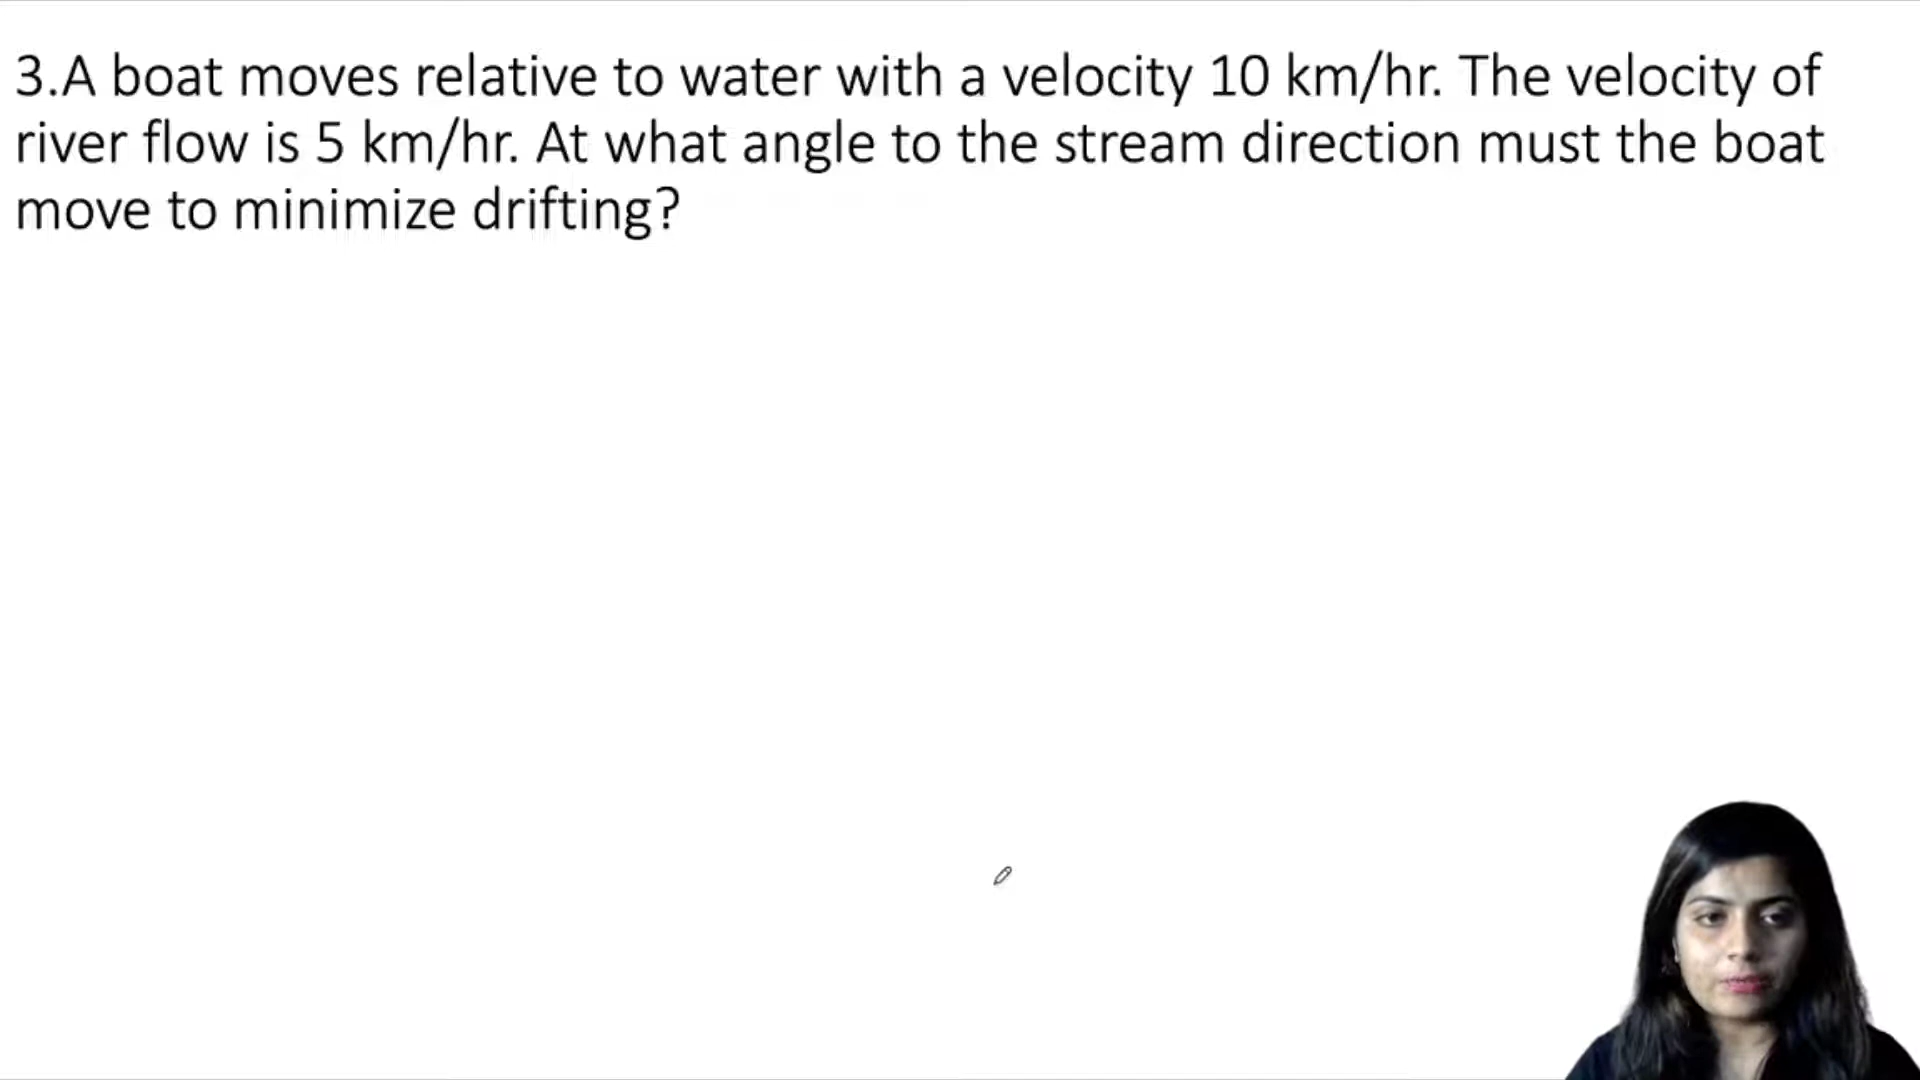 3.A boat moves relative to water with a velocity 10 km/hr. The velocity of
river flow is 5 km/hr. At what angle to the stream direction must the boat
move to minimize drifting?